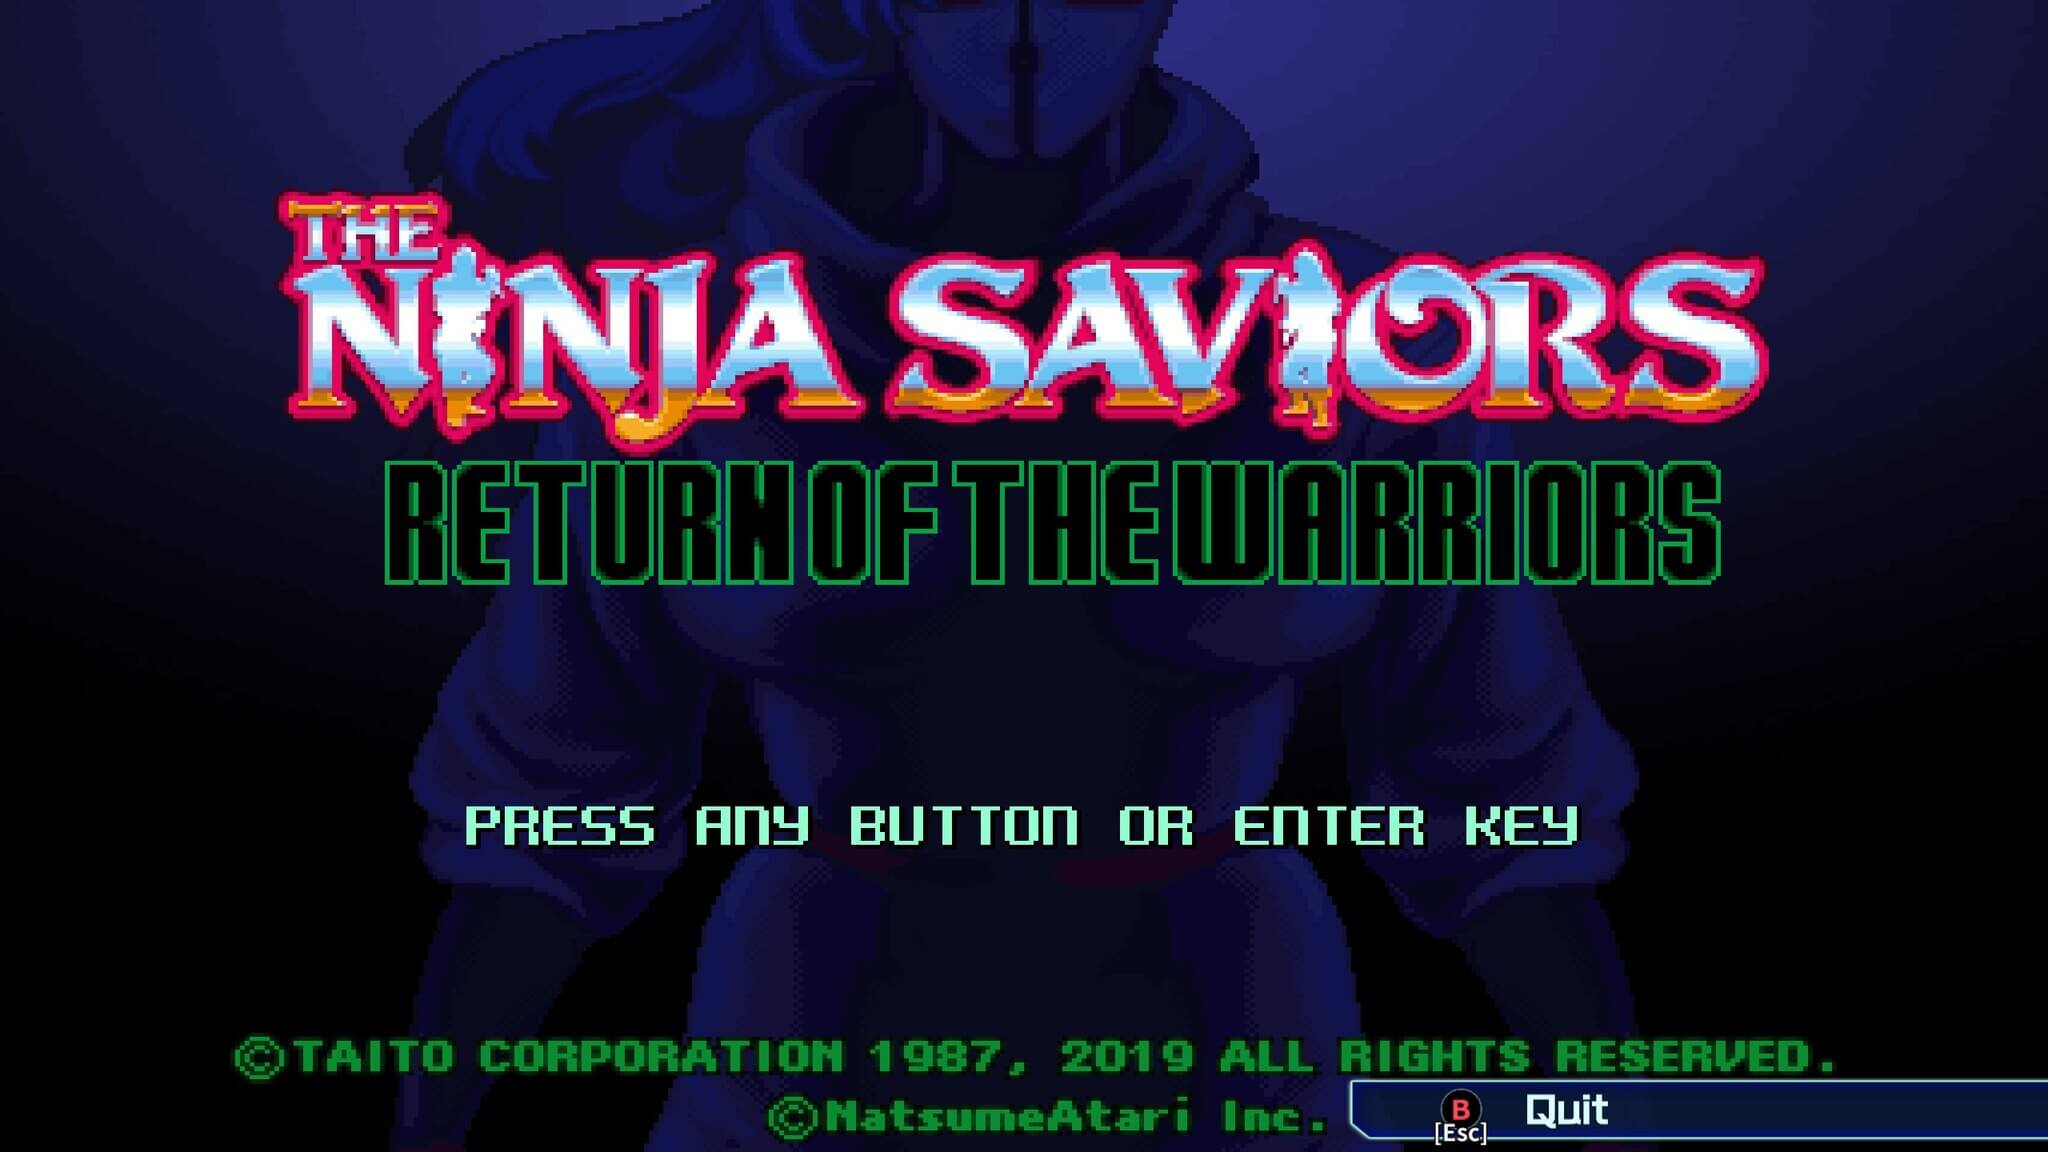 THE
NINJA SAVIORS
RETURN OF THE WARRIORS
PRESS ANY BUTTON OR ENTER KEY
©TAITO CORPORATION 1987, 2019 ALL RIGHTS RESERVED.
©NatsumeAtari Inc.
B Quit
[Esc]